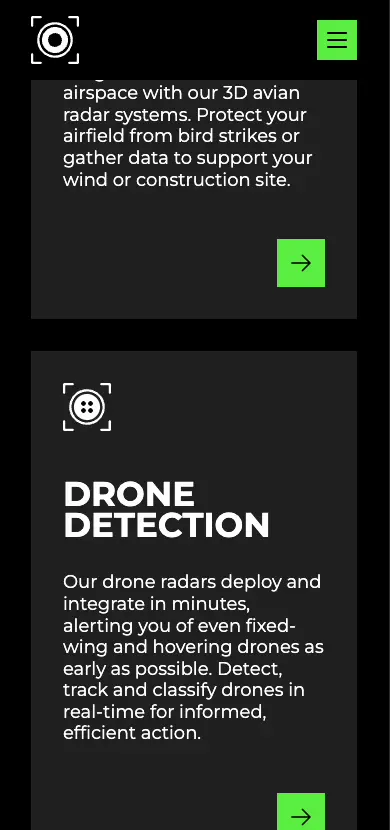 airspace with our 3D avian
radar systems. Protect your
airfield from bird strikes or
gather data to support your
wind or construction site.
DRONE
DETECTION
Our drone radars deploy and
integrate in minutes,
alerting you of even fixed-
wing and hovering drones as
early as possible. Detect,
track and classify drones in
real-time for informed,
efficient action.